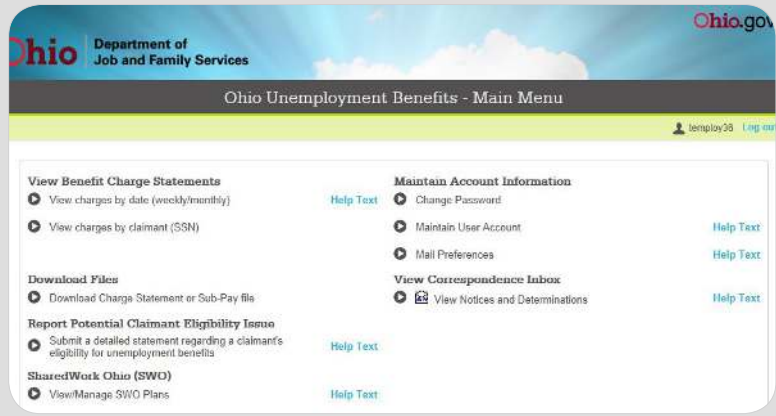 Ohio.gov
Ohio
Department of
Job and Family Services
Ohio Unemployment Benefits - Main Menu
temploy36 Log out
View Benefit Charge Statements
View charges by date (weekly/monthly) Help Text
View charges by claimant (SSN)
Download Files
Download Charge Statement or Sub-Pay file
Report Potential Claimant Eligibility Issue
Submit a detailed statement regarding a claimant's Help Text
eligibility for unemployment benefits
SharedWork Ohio (SWO)
View/Manage SWO Plans Help Text
Maintain Account Information
Change Password
Maintain User Account Help Text
Mail Preferences Help Text
View Correspondence Inbox
View Notices and Determinations Help Text